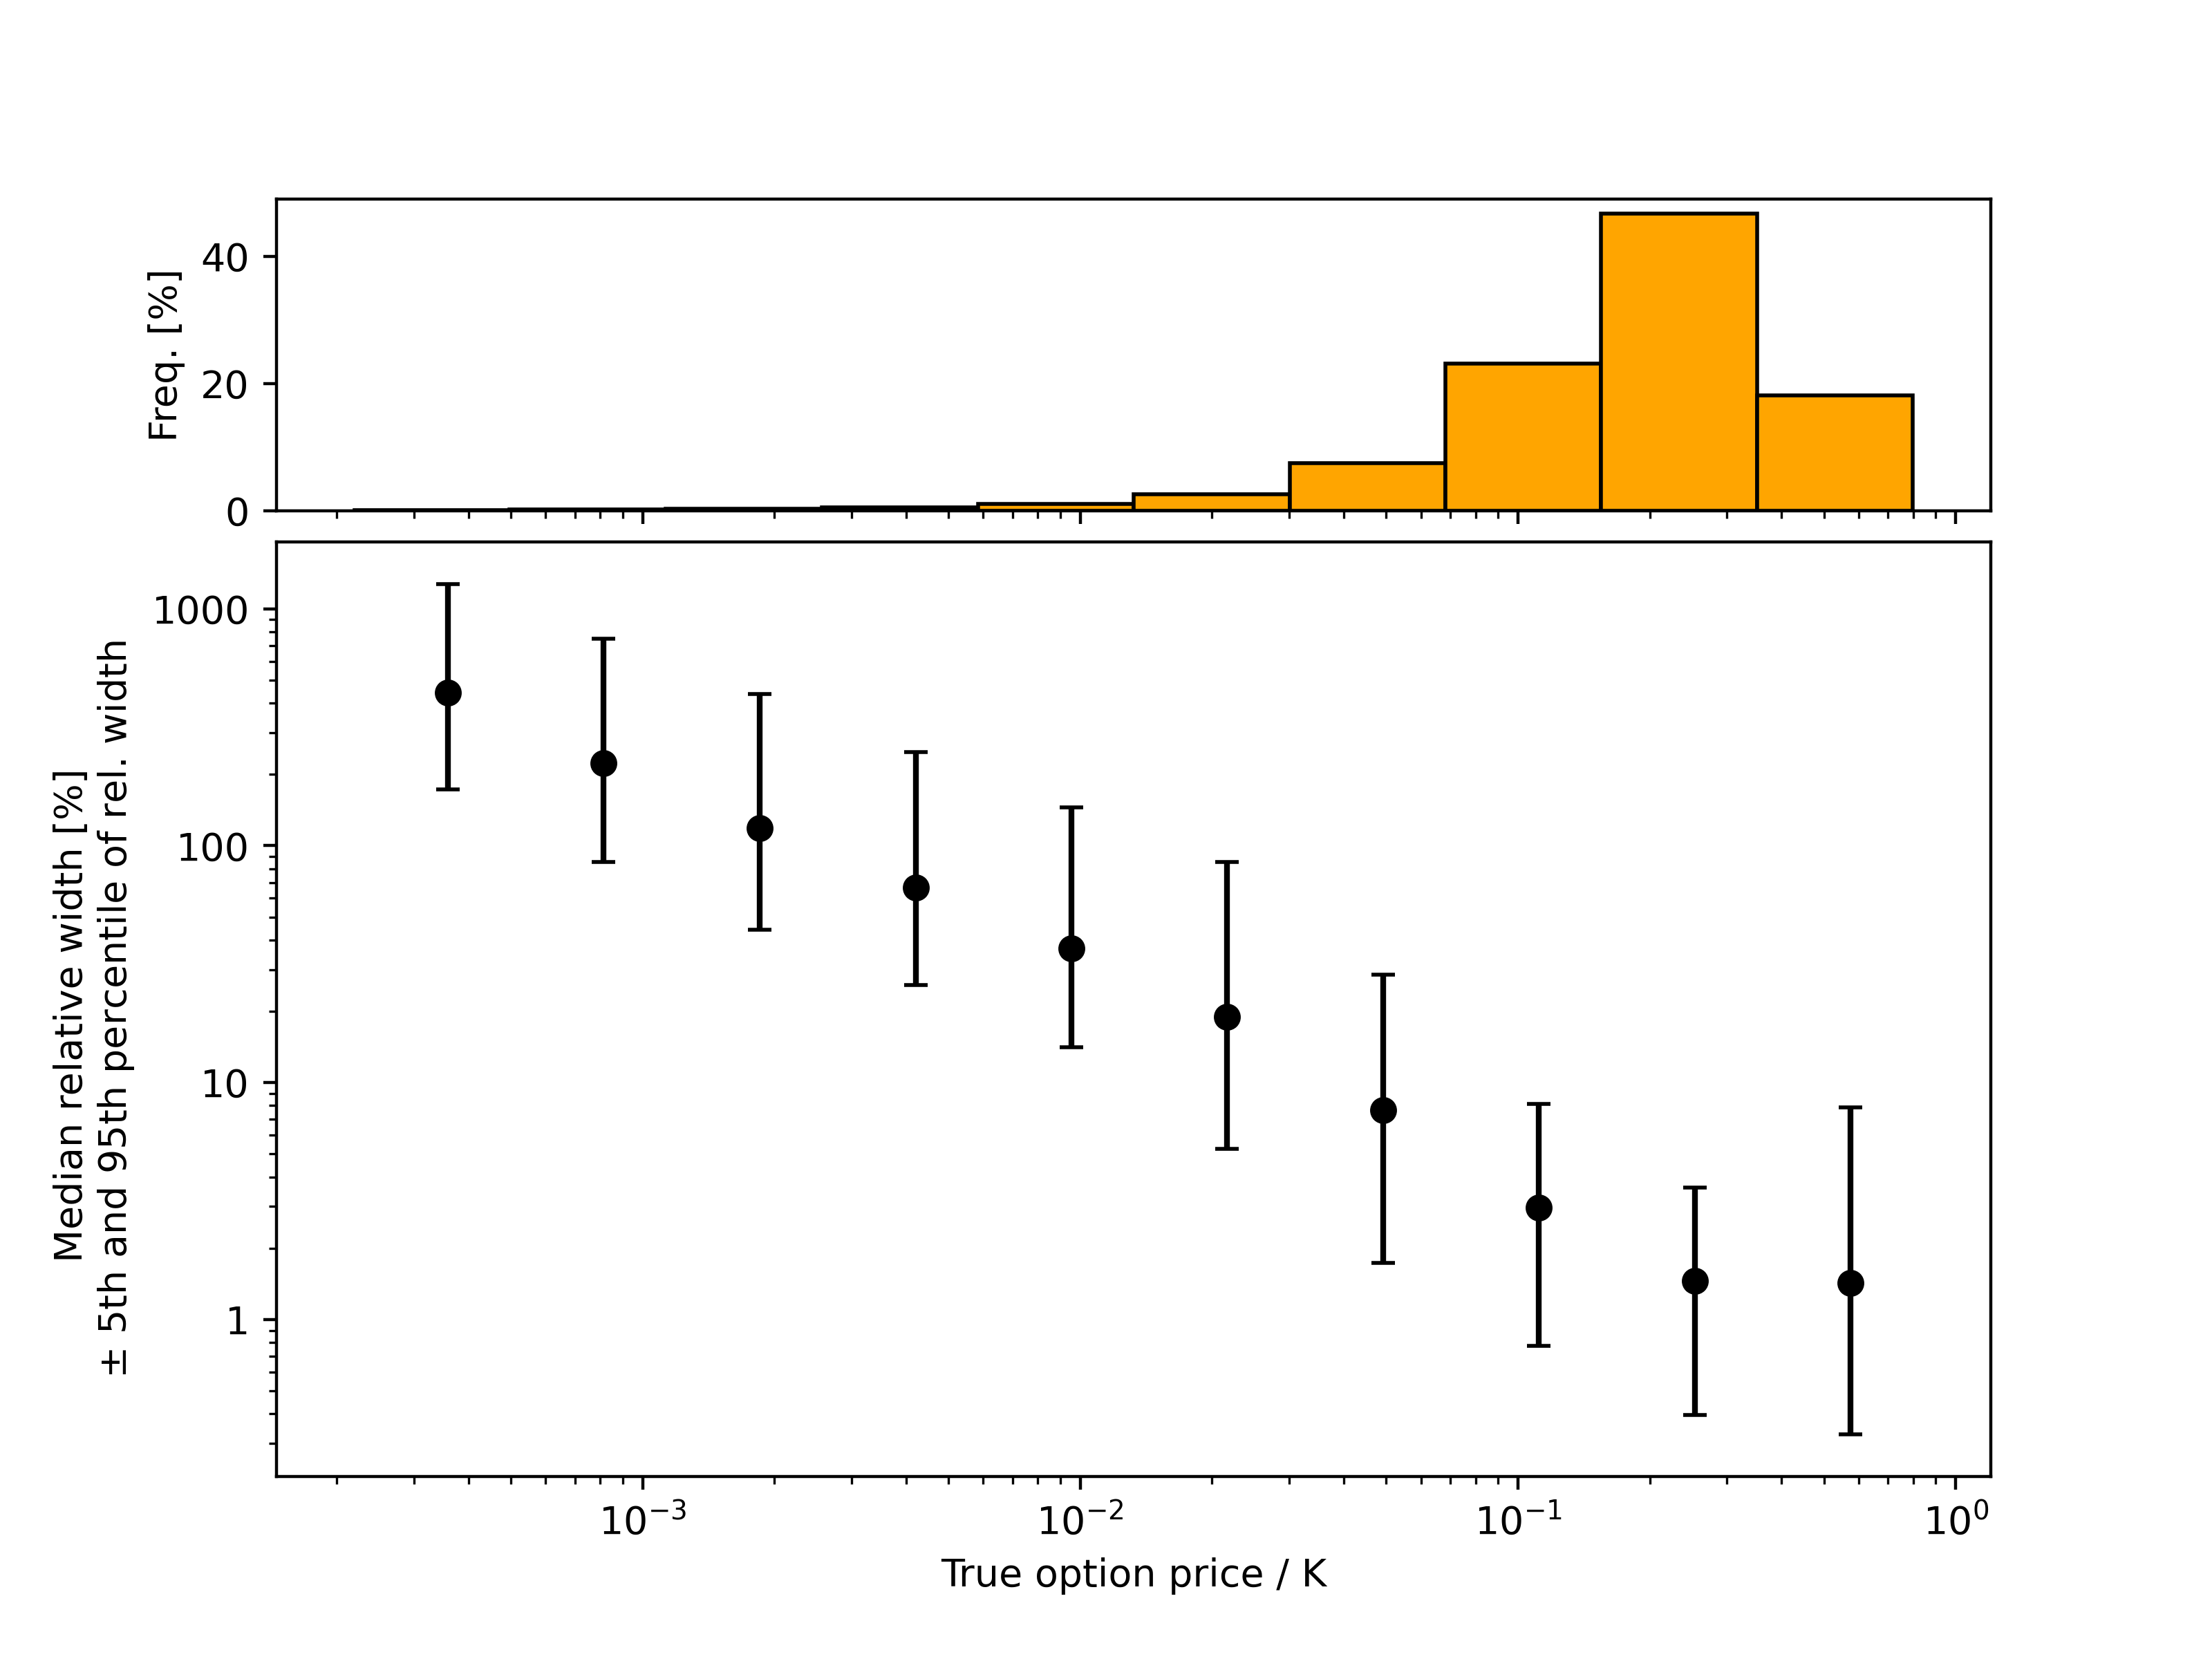 Freq. [%]
40
20
0
Median relative width [%]
± 5th and 95th percentile of rel. width
1000
100
10
1
10⁻³
10⁻²
10⁻¹
10⁰
True option price / K